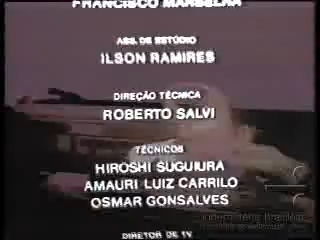 FRANCISCO MARSELHA
ASS. DE ESTÚDIO
ILSON RAMIRES
DIREÇÃO TÉCNICA
ROBERTO SALVI
TÉCNICOS
HIROSHI SUGUIURA
AMAURI LUIZ CARRILO
OSMAR GONSALVES
DIRETOR DE TV